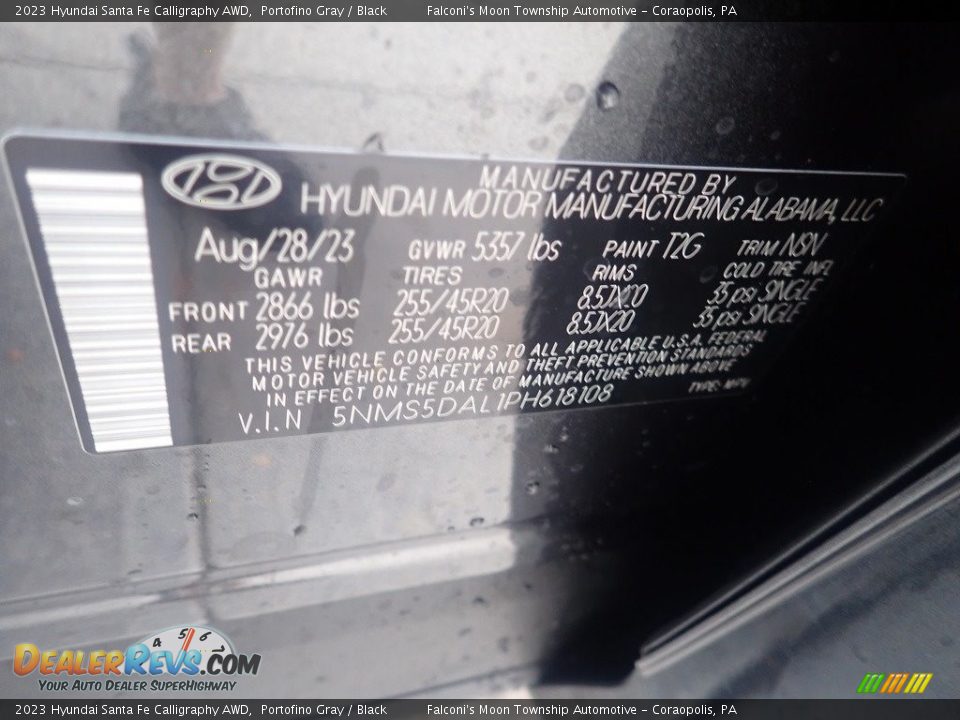 2023 Hyundai Santa Fe Calligraphy AWD, Portofino Gray / Black Falconi's Moon Township Automotive - Coraopolis, PA
MANUFACTURED BY
HYUNDAI MOTOR MANUFACTURING ALABAMA, LLC
Aug/28/23 GVWR 5357 lbs PAINT T2G TRIM NSV
GAWR TIRES RIMS COLD TIRE INFL
FRONT 2866 lbs 255/45R20 8.5JX20 35 psi SINGLE
REAR 2976 lbs 255/45R20 8.5JX20 35 psi SINGLE
THIS VEHICLE CONFORMS TO ALL APPLICABLE U.S.A. FEDERAL
MOTOR VEHICLE SAFETY AND THEFT PREVENTION STANDARDS
IN EFFECT ON THE DATE OF MANUFACTURE SHOWN ABOVE
V.I.N 5NMS5DAL1PH618108 TYPE: MPV
4 5 6
DEALERREVS.COM
YOUR AUTO DEALER SUPERHIGHWAY
2023 Hyundai Santa Fe Calligraphy AWD, Portofino Gray / Black Falconi's Moon Township Automotive - Coraopolis, PA